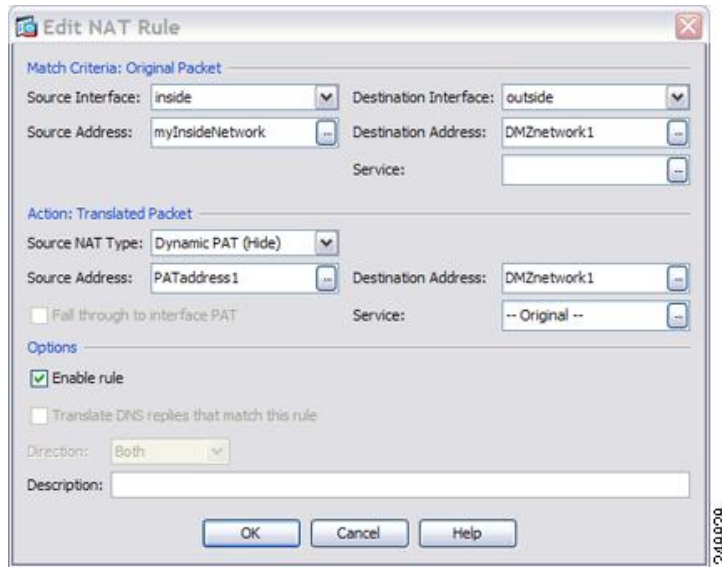 Edit NAT Rule
Match Criteria: Original Packet
Source Interface: inside Destination Interface: outside
Source Address: myInsideNetwork ... Destination Address: DMZnetwork1 ...
Service: ...
Action: Translated Packet
Source NAT Type: Dynamic PAT (Hide)
Source Address: PATaddress1 ... Destination Address: DMZnetwork1 ...
Fall through to interface PAT Service: -- Original -- ...
Options
Enable rule
Translate DNS replies that match this rule
Direction: Both
Description:
OK Cancel Help
248829